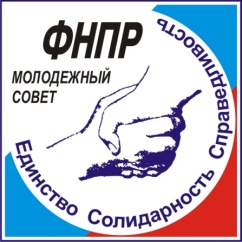 ФНПР
МОЛОДЕЖНЫЙ
СОВЕТ
Единство Солидарность Справедливость